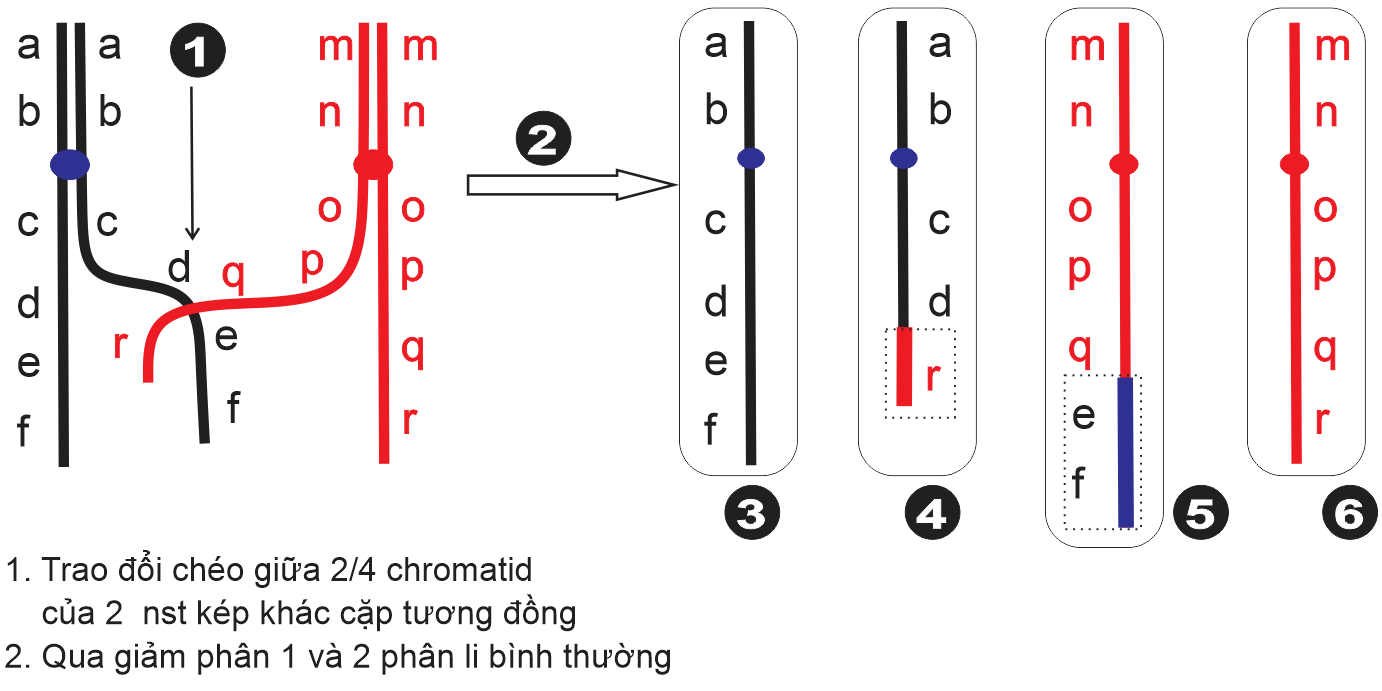 a a 1 m m
b b n n
2
c c o o
d q p p
d e q
r
e f r
f
a a m m
b b n n
c c o o
d d p p
e r q q
f e r
f
3 4 5 6
1. Trao đổi chéo giữa 2/4 chromatid
của 2 nst kép khác cặp tương đồng
2. Qua giảm phân 1 và 2 phân li bình thường